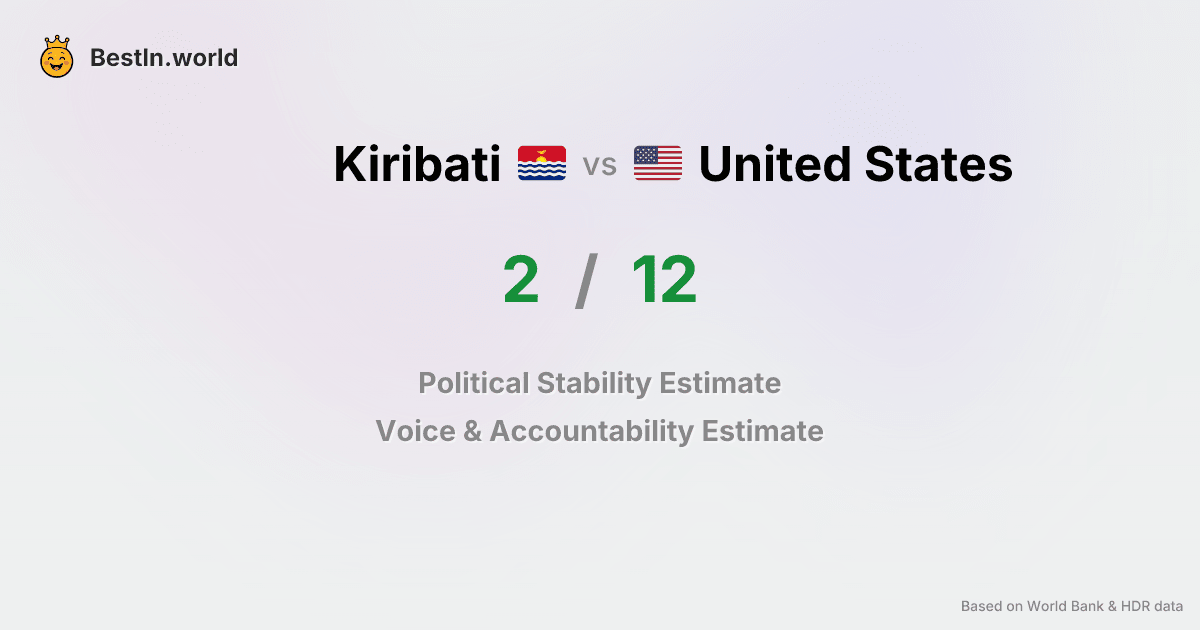 BestIn.world
Kiribati vs United States
2 / 12
Political Stability Estimate
Voice & Accountability Estimate
Based on World Bank & HDR data